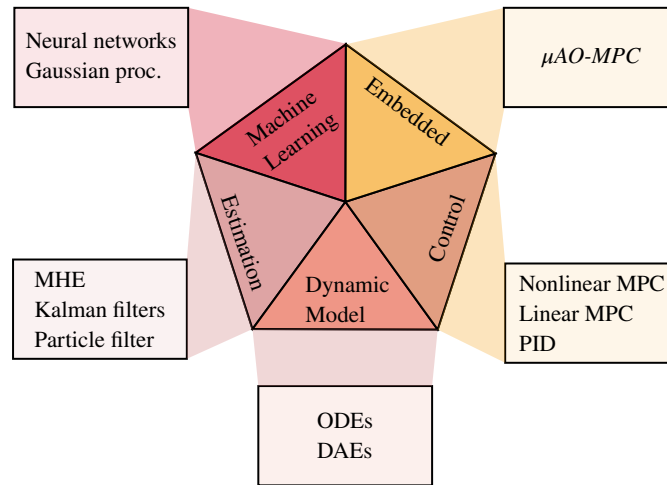 Neural networks
Gaussian proc.
μAO-MPC
Machine
Learning
Embedded
Estimation
Control
Dynamic
Model
MHE
Kalman filters
Particle filter
Nonlinear MPC
Linear MPC
PID
ODEs
DAEs